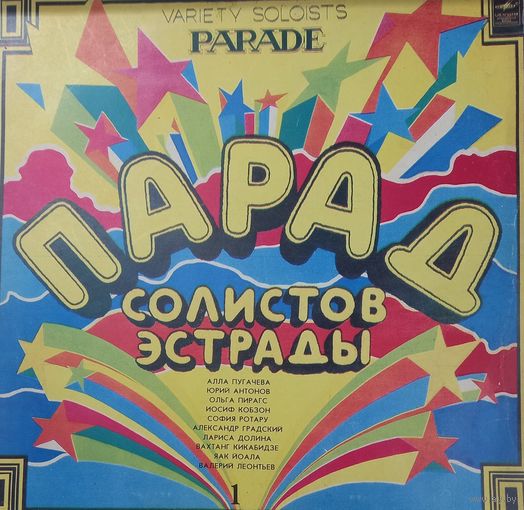 VARIETY SOLOISTS
PARADE
ПАРАД
СОЛИСТОВ
ЭСТРАДЫ
АЛЛА ПУГАЧЕВА
ЮРИЙ АНТОНОВ
ОЛЬГА ПИРАГС
ИОСИФ КОБЗОН
СОФИЯ РОТАРУ
АЛЕКСАНДР ГРАДСКИЙ
ЛАРИСА ДОЛИНА
ВАХТАНГ КИКАБИДЗЕ
ЯАК ЙОАЛА
ВАЛЕРИЙ ЛЕОНТЬЕВ
1